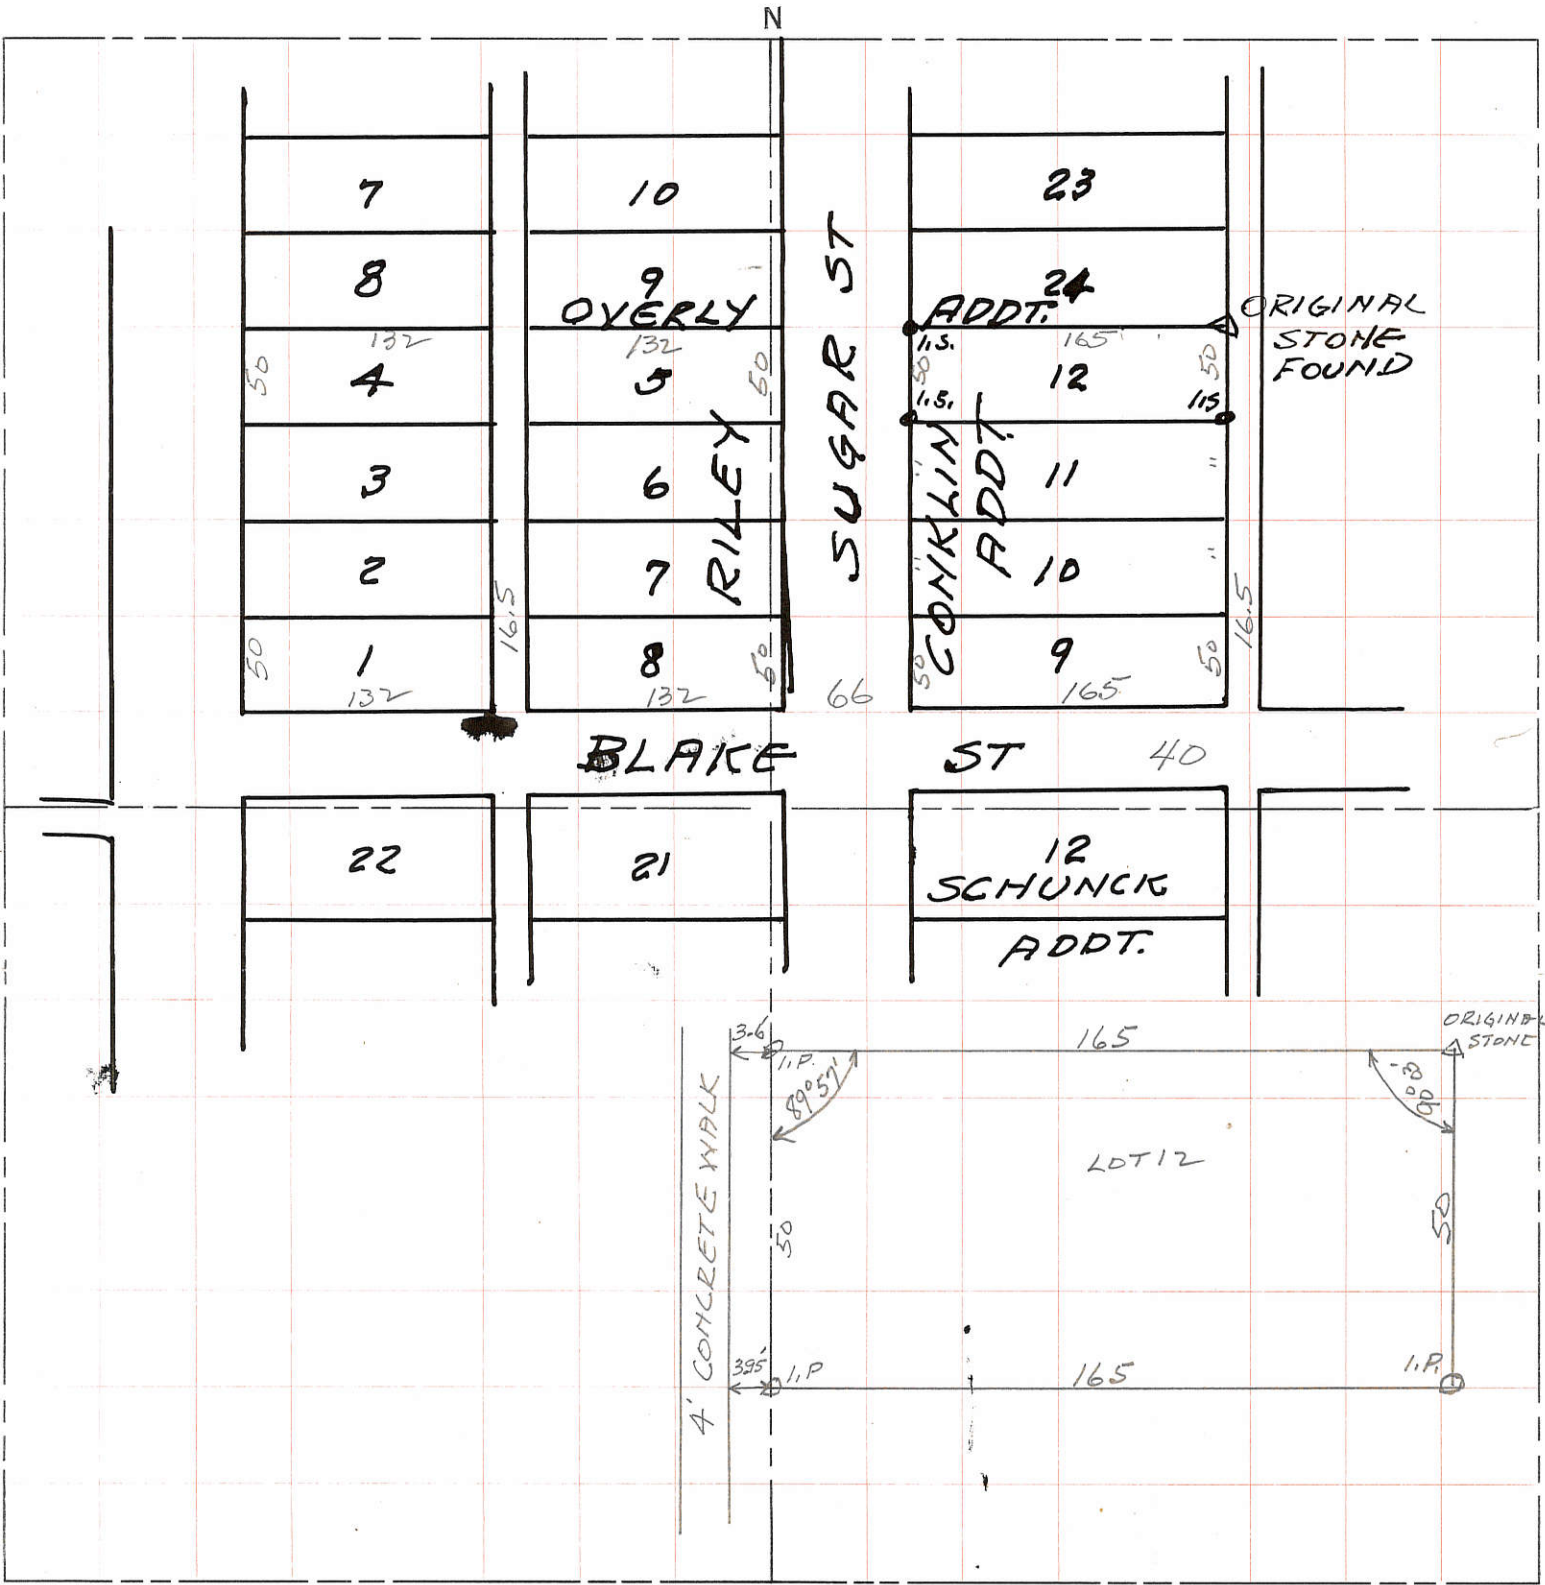 N
7
10
23
8
9
24
OVERLY
ADDT.
ORIGINAL
STONE
FOUND
132
132
165
I.S.
50
4
5
50
50
12
50
I.S.
I.S
3
6
11
"
"
2
7
10
"
"
RILEY
SUGAR ST
CONKLIN
ADDT
16.5
16.5
50
1
8
50
50
9
50
132
132
66
165
BLAKE ST 40
22
21
12
SCHUNCK
ADDT.
3-6
I.P.
165
ORIGINAL
STONE
89°57'
90°3'
LOT 12
4' CONCRETE WALK
50
50
395'
I.P
165
I.P.